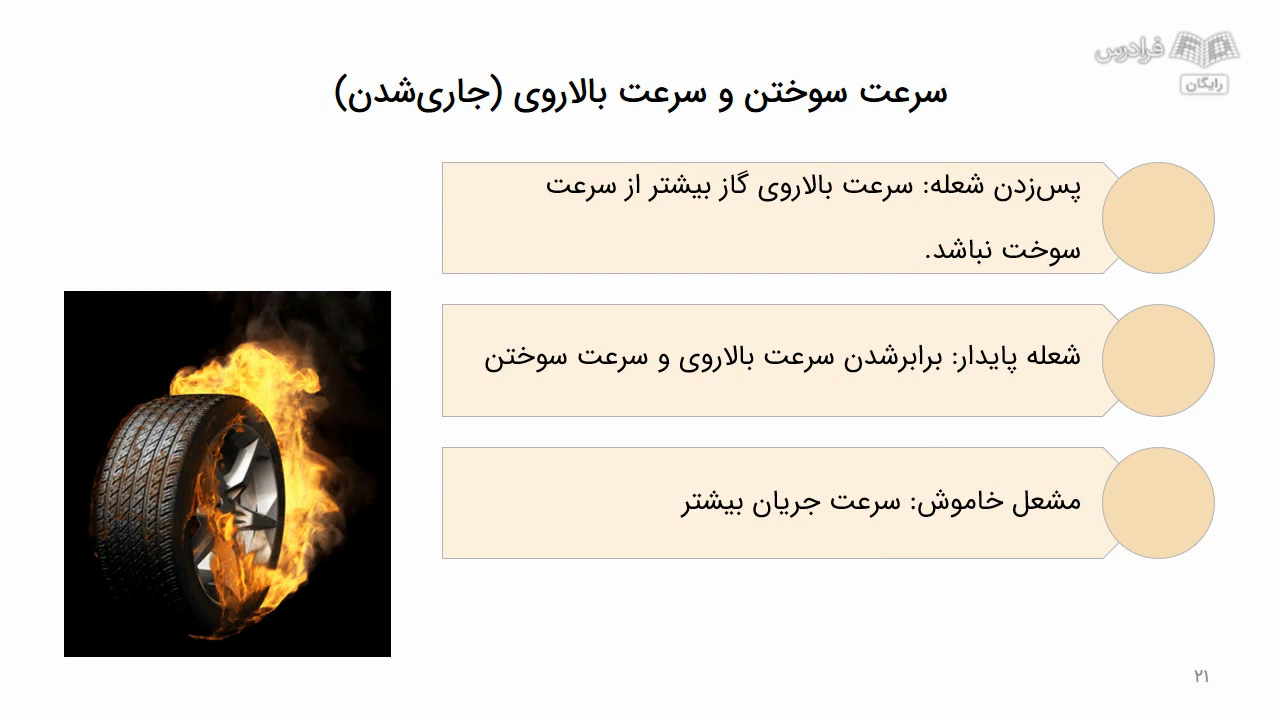 فرادرس
رایگان
سرعت سوختن و سرعت بالاروی (جاری‌شدن)
پس‌زدن شعله: سرعت بالاروی گاز بیشتر از سرعت
سوخت نباشد.
شعله پایدار: برابرشدن سرعت بالاروی و سرعت سوختن
مشعل خاموش: سرعت جریان بیشتر
۲۱